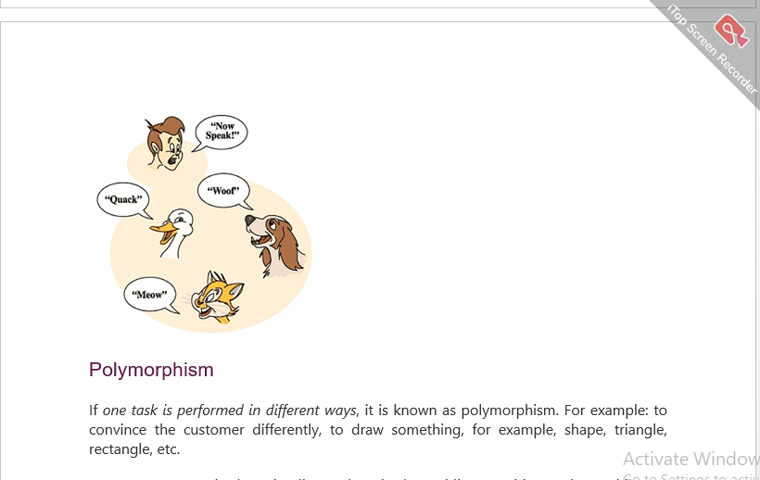 iTop Screen Recorder
“Now
Speak!”
“Woof”
“Quack”
“Meow”
Polymorphism
If one task is performed in different ways, it is known as polymorphism. For example: to
convince the customer differently, to draw something, for example, shape, triangle,
rectangle, etc.
Activate Window